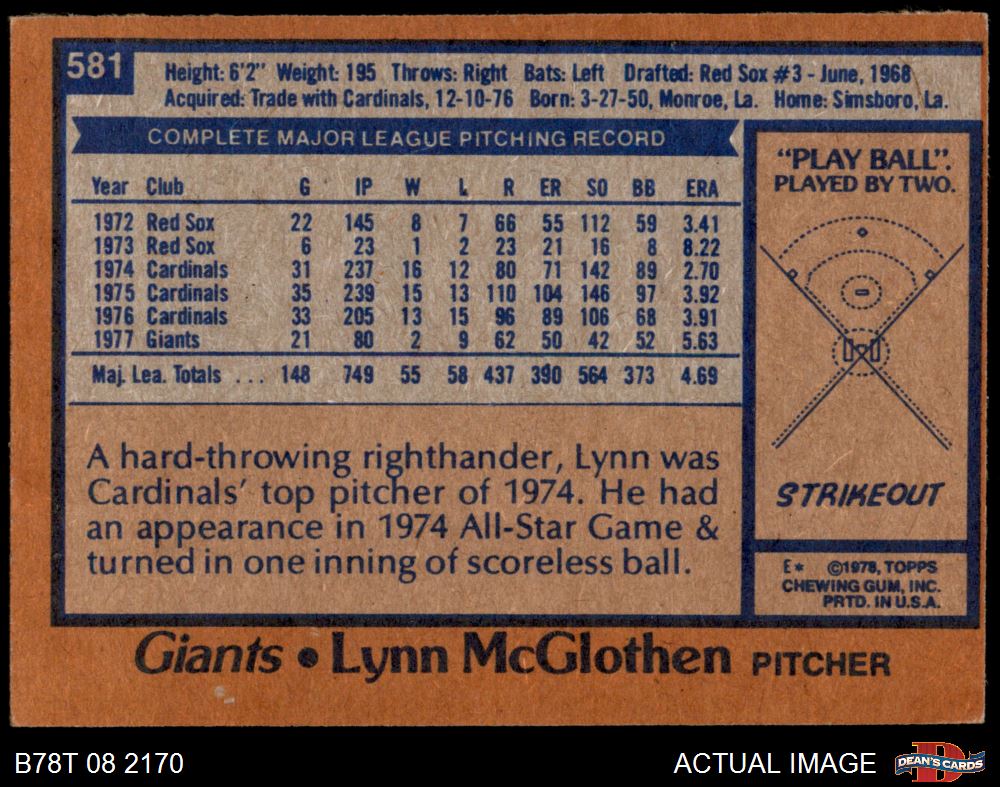 581
Height: 6'2" Weight: 195 Throws: Right Bats: Left Drafted: Red Sox #3 - June, 1968
Acquired: Trade with Cardinals, 12-10-76 Born: 3-27-50, Monroe, La. Home: Simsboro, La.
COMPLETE MAJOR LEAGUE PITCHING RECORD
Year Club G IP W L R ER SO BB ERA
1972 Red Sox 22 145 8 7 66 55 112 59 3.41
1973 Red Sox 6 23 1 2 23 21 16 8 8.22
1974 Cardinals 31 237 16 12 80 71 142 89 2.70
1975 Cardinals 35 239 15 13 110 104 146 97 3.92
1976 Cardinals 33 205 13 15 96 89 106 68 3.91
1977 Giants 21 80 2 9 62 50 42 52 5.63
Maj. Lea. Totals ... 148 749 55 58 437 390 564 373 4.69
A hard-throwing righthander, Lynn was
Cardinals' top pitcher of 1974. He had
an appearance in 1974 All-Star Game &
turned in one inning of scoreless ball.
"PLAY BALL".
PLAYED BY TWO.
STRIKEOUT
E* ©1978, TOPPS
CHEWING GUM, INC.
PRTD. IN U.S.A.
Giants • Lynn McGlothen PITCHER
B78T 08 2170
ACTUAL IMAGE
D
DEAN'S CARDS